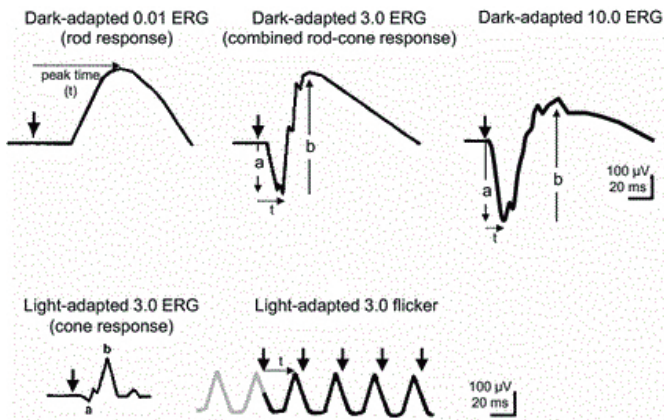 Dark-adapted 0.01 ERG
(rod response)
Dark-adapted 3.0 ERG
(combined rod-cone response)
Dark-adapted 10.0 ERG
peak time
(t)
a
b
t
a
b
t
100 µV
20 ms
Light-adapted 3.0 ERG
(cone response)
Light-adapted 3.0 flicker
b
a
t
100 µV
20 ms